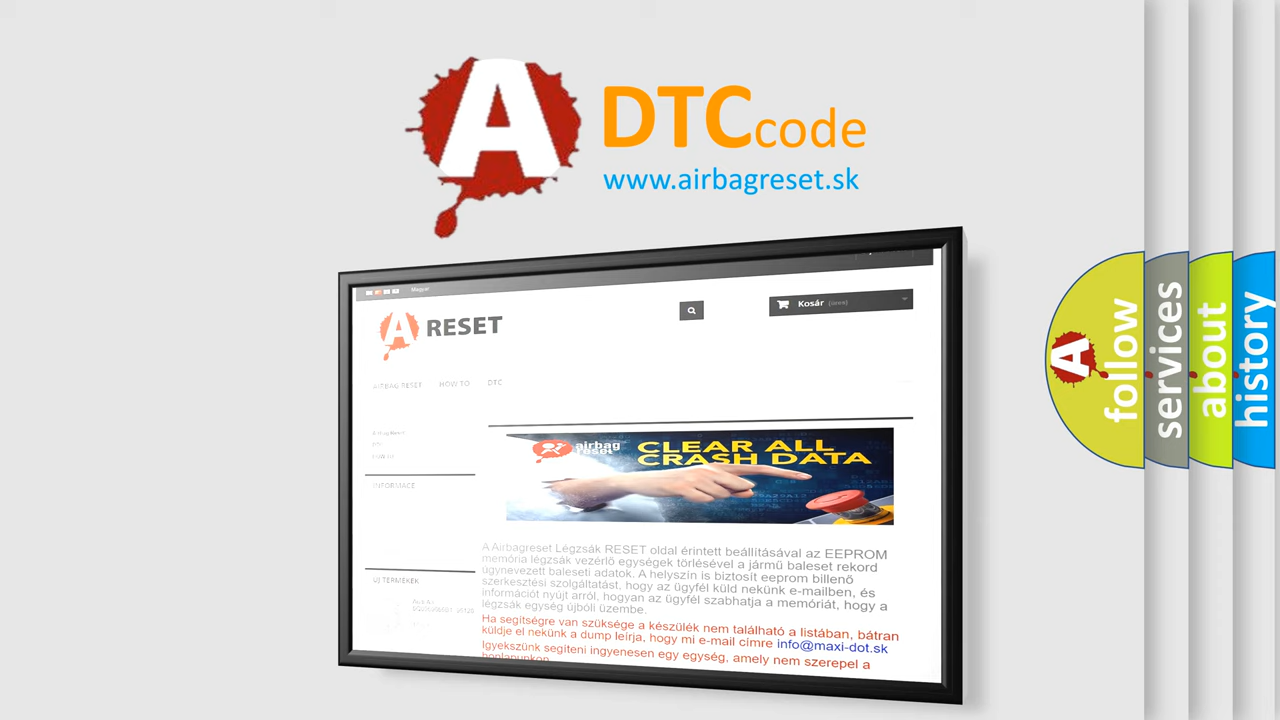 A DTCcode
www.airbagreset.sk
Magyar
A RESET
Kosár (üres)
AIRBAG RESET HOW TO DTC
INFORMACE
airbag
reset
CLEAR ALL
CRASH DATA
A Airbagreset Légzsák RESET oldal érintett beállításával az EEPROM
memória légzsák vezérlő egységek törlésével a jármű baleset rekord
úgynevezett baleseti adatok. A helyszín is biztosít eeprom billenő
szerkesztési szolgáltatást, hogy az ügyfél küld nekünk e-mailben, és
információt nyújt arról, hogyan az ügyfél szabhatja a memóriát, hogy a
légzsák egység újbóli üzembe.
Ha segítségre van szüksége a készülék nem található a listában, bátran
küldje el nekünk a dump leírja, hogy mi e-mail címre info@maxi-dot.sk
Igyekszünk segíteni ingyenesen egy egység, amely nem szerepel a
honlapunkon
ÚJ TERMÉKEK
A
follow
services
about
history